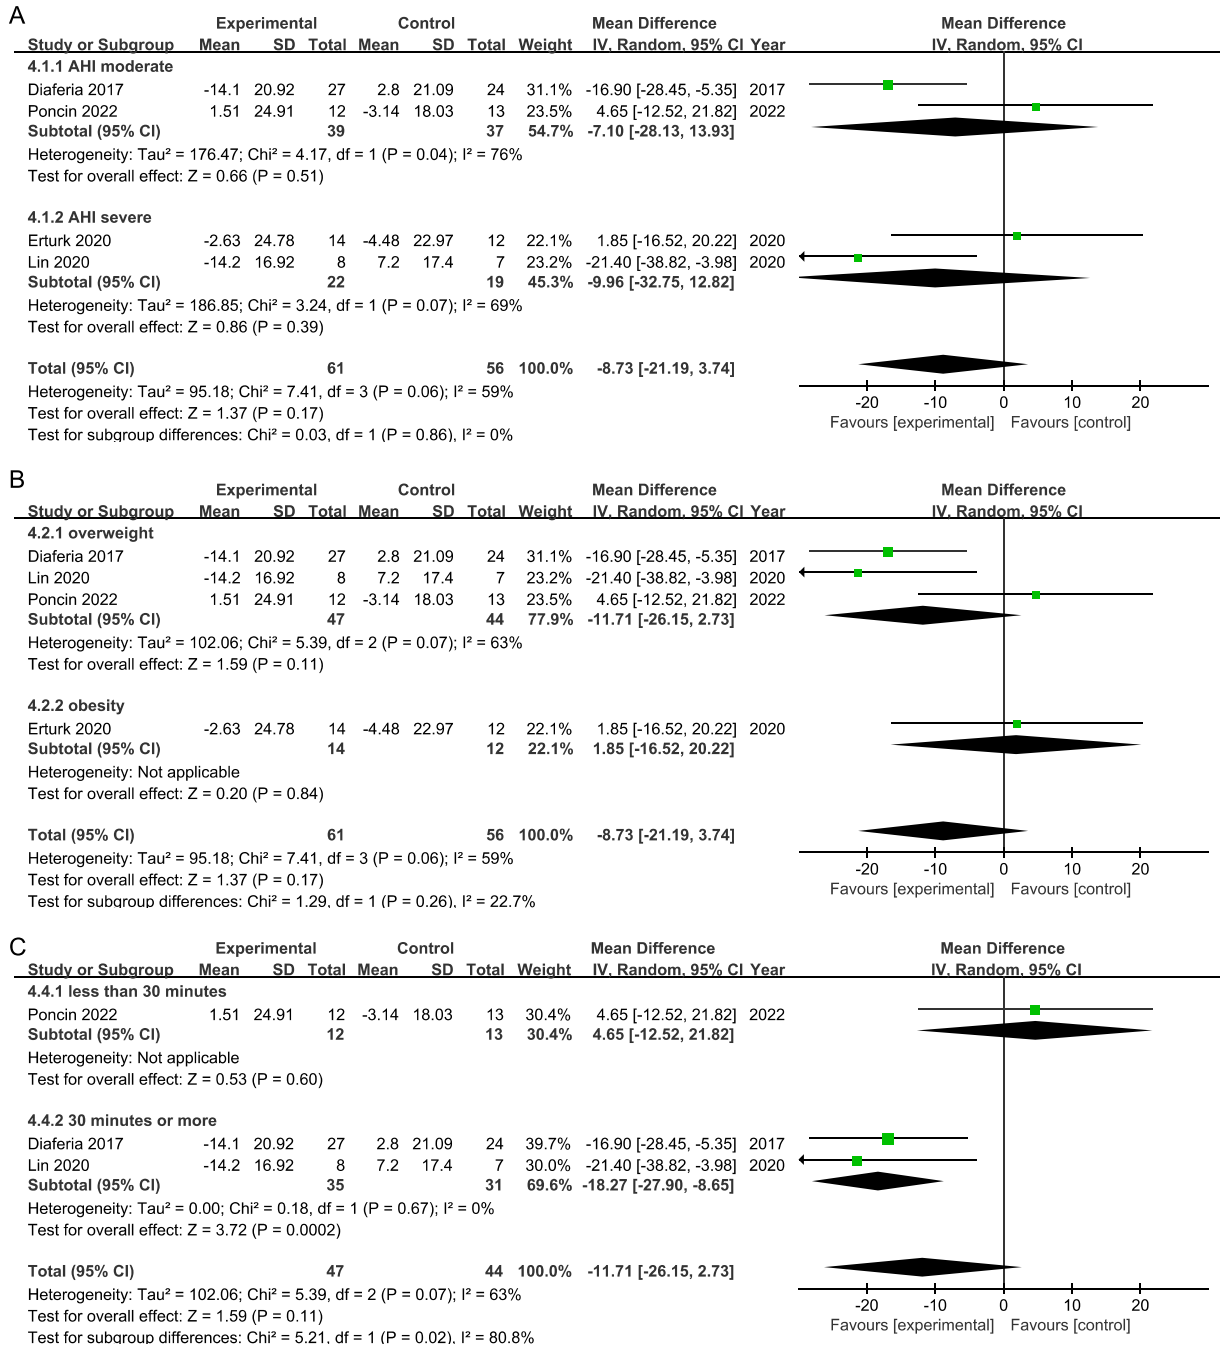 A
Experimental Control Mean Difference Mean Difference
Study or Subgroup Mean SD Total Mean SD Total Weight IV, Random, 95% CI Year IV, Random, 95% CI
4.1.1 AHI moderate
Diaferia 2017 -14.1 20.92 27 2.8 21.09 24 31.1% -16.90 [-28.45, -5.35] 2017
Poncin 2022 1.51 24.91 12 -3.14 18.03 13 23.5% 4.65 [-12.52, 21.82] 2022
Subtotal (95% CI) 39 37 54.7% -7.10 [-28.13, 13.93]
Heterogeneity: Tau² = 176.47; Chi² = 4.17, df = 1 (P = 0.04); I² = 76%
Test for overall effect: Z = 0.66 (P = 0.51)
4.1.2 AHI severe
Erturk 2020 -2.63 24.78 14 -4.48 22.97 12 22.1% 1.85 [-16.52, 20.22] 2020
Lin 2020 -14.2 16.92 8 7.2 17.4 7 23.2% -21.40 [-38.82, -3.98] 2020
Subtotal (95% CI) 22 19 45.3% -9.96 [-32.75, 12.82]
Heterogeneity: Tau² = 186.85; Chi² = 3.24, df = 1 (P = 0.07); I² = 69%
Test for overall effect: Z = 0.86 (P = 0.39)
Total (95% CI) 61 56 100.0% -8.73 [-21.19, 3.74]
Heterogeneity: Tau² = 95.18; Chi² = 7.41, df = 3 (P = 0.06); I² = 59%
Test for overall effect: Z = 1.37 (P = 0.17)
Test for subgroup differences: Chi² = 0.03, df = 1 (P = 0.86), I² = 0%
-20 -10 0 10 20
Favours [experimental] Favours [control]
B
Experimental Control Mean Difference Mean Difference
Study or Subgroup Mean SD Total Mean SD Total Weight IV, Random, 95% CI Year IV, Random, 95% CI
4.2.1 overweight
Diaferia 2017 -14.1 20.92 27 2.8 21.09 24 31.1% -16.90 [-28.45, -5.35] 2017
Lin 2020 -14.2 16.92 8 7.2 17.4 7 23.2% -21.40 [-38.82, -3.98] 2020
Poncin 2022 1.51 24.91 12 -3.14 18.03 13 23.5% 4.65 [-12.52, 21.82] 2022
Subtotal (95% CI) 47 44 77.9% -11.71 [-26.15, 2.73]
Heterogeneity: Tau² = 102.06; Chi² = 5.39, df = 2 (P = 0.07); I² = 63%
Test for overall effect: Z = 1.59 (P = 0.11)
4.2.2 obesity
Erturk 2020 -2.63 24.78 14 -4.48 22.97 12 22.1% 1.85 [-16.52, 20.22] 2020
Subtotal (95% CI) 14 12 22.1% 1.85 [-16.52, 20.22]
Heterogeneity: Not applicable
Test for overall effect: Z = 0.20 (P = 0.84)
Total (95% CI) 61 56 100.0% -8.73 [-21.19, 3.74]
Heterogeneity: Tau² = 95.18; Chi² = 7.41, df = 3 (P = 0.06); I² = 59%
Test for overall effect: Z = 1.37 (P = 0.17)
Test for subgroup differences: Chi² = 1.29, df = 1 (P = 0.26), I² = 22.7%
-20 -10 0 10 20
Favours [experimental] Favours [control]
C
Experimental Control Mean Difference Mean Difference
Study or Subgroup Mean SD Total Mean SD Total Weight IV, Random, 95% CI Year IV, Random, 95% CI
4.4.1 less than 30 minutes
Poncin 2022 1.51 24.91 12 -3.14 18.03 13 30.4% 4.65 [-12.52, 21.82] 2022
Subtotal (95% CI) 12 13 30.4% 4.65 [-12.52, 21.82]
Heterogeneity: Not applicable
Test for overall effect: Z = 0.53 (P = 0.60)
4.4.2 30 minutes or more
Diaferia 2017 -14.1 20.92 27 2.8 21.09 24 39.7% -16.90 [-28.45, -5.35] 2017
Lin 2020 -14.2 16.92 8 7.2 17.4 7 30.0% -21.40 [-38.82, -3.98] 2020
Subtotal (95% CI) 35 31 69.6% -18.27 [-27.90, -8.65]
Heterogeneity: Tau² = 0.00; Chi² = 0.18, df = 1 (P = 0.67); I² = 0%
Test for overall effect: Z = 3.72 (P = 0.0002)
Total (95% CI) 47 44 100.0% -11.71 [-26.15, 2.73]
Heterogeneity: Tau² = 102.06; Chi² = 5.39, df = 2 (P = 0.07); I² = 63%
Test for overall effect: Z = 1.59 (P = 0.11)
Test for subgroup differences: Chi² = 5.21, df = 1 (P = 0.02), I² = 80.8%
-20 -10 0 10 20
Favours [experimental] Favours [control]